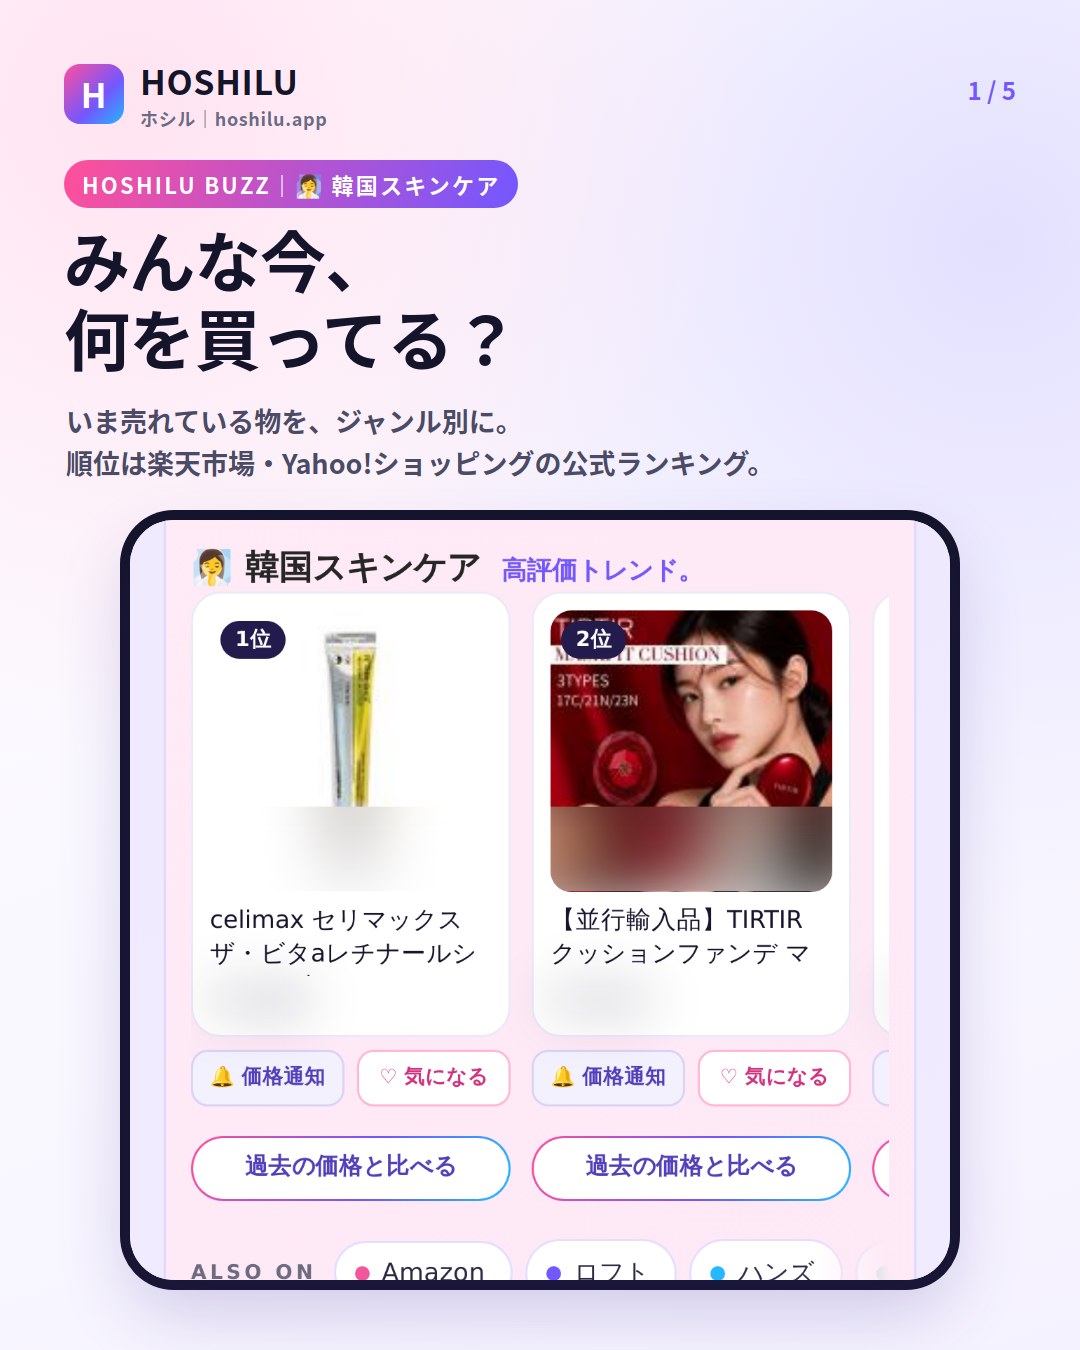 H
HOSHILU
ホシル｜hoshilu.app
1 / 5
HOSHILU BUZZ｜👩‍⚕️ 韓国スキンケア
みんな今、
何を買ってる？
いま売れている物を、ジャンル別に。
順位は楽天市場・Yahoo!ショッピングの公式ランキング。
韓国スキンケア 高評価トレンド。
1位
2位
CUSHION
3TYPES
17C/21N/23N
celimax セリマックス
ザ・ビタaレチナールシ
【並行輸入品】TIRTIR
クッションファンデ マ
🔔 価格通知
♡ 気になる
🔔 価格通知
♡ 気になる
過去の価格と比べる
過去の価格と比べる
ALSO ON
Amazon
ロフト
ハンズ